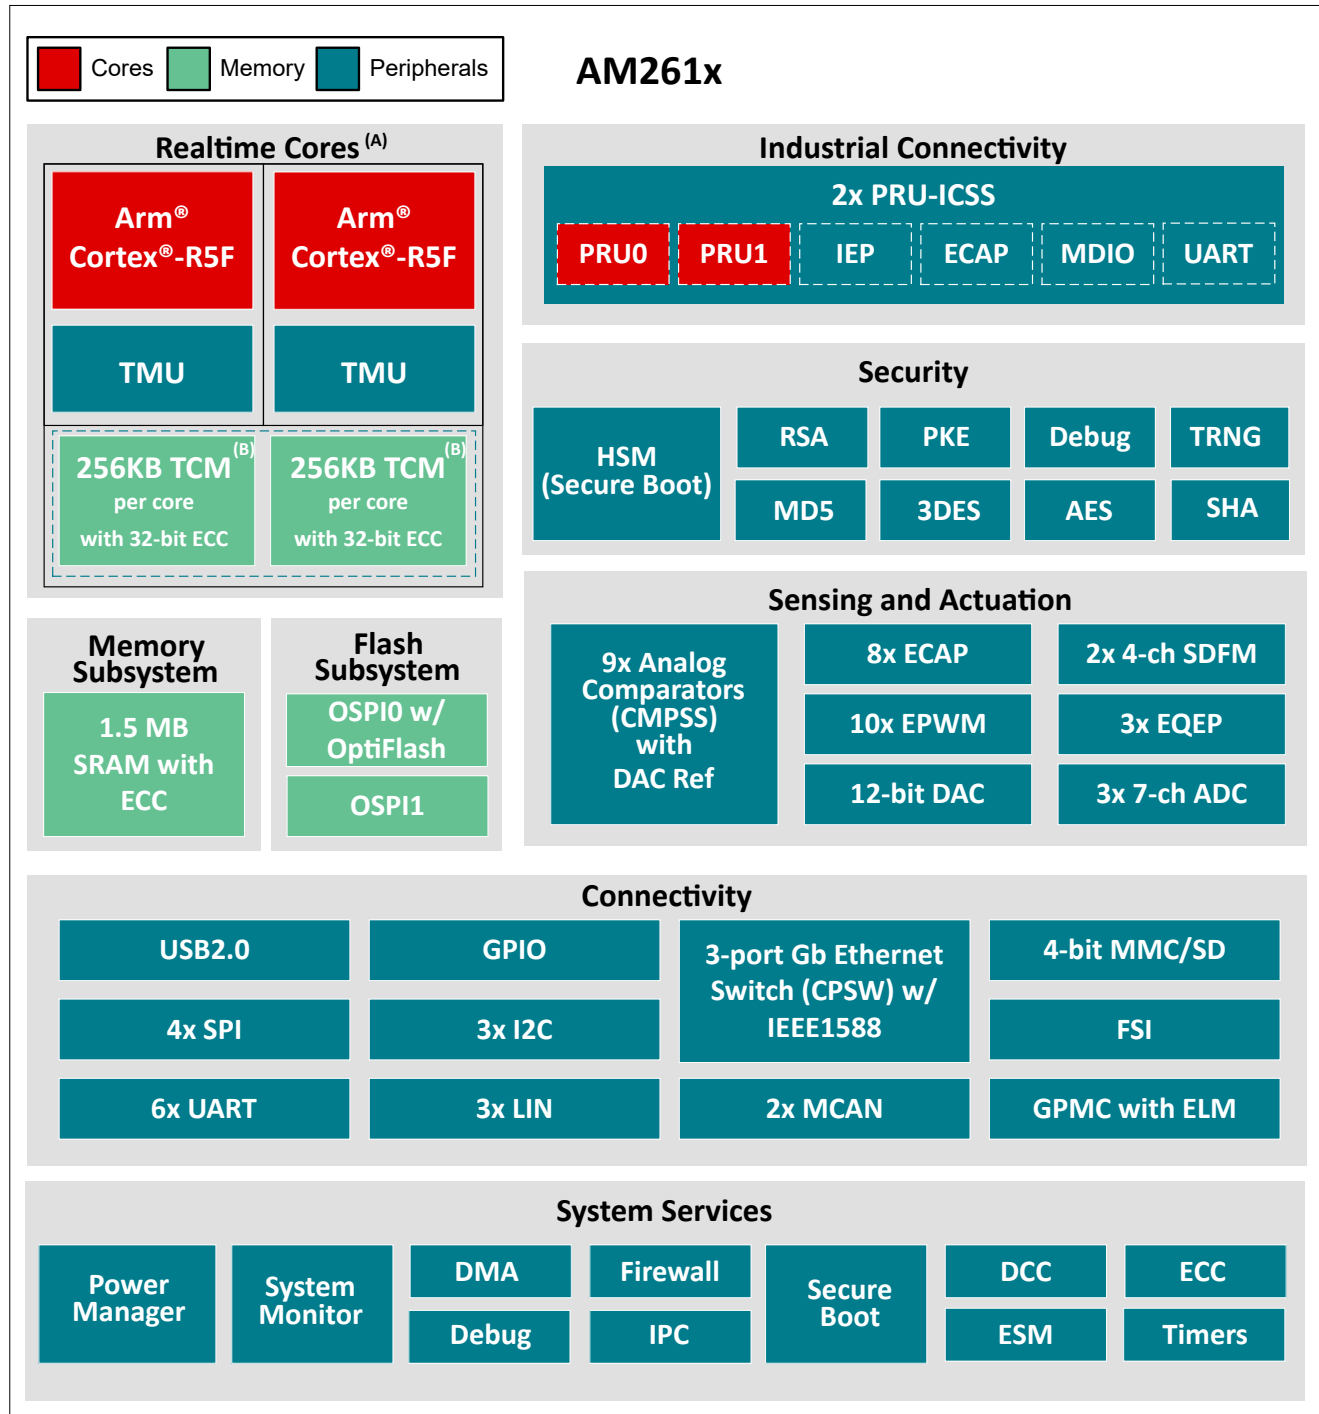 Cores Memory Peripherals
AM261x
Realtime Cores (A)
Arm®
Cortex®-R5F
Arm®
Cortex®-R5F
TMU
TMU
256KB TCM (B)
per core
with 32-bit ECC
256KB TCM (B)
per core
with 32-bit ECC
Industrial Connectivity
2x PRU-ICSS
PRU0 PRU1 IEP ECAP MDIO UART
Security
HSM
(Secure Boot)
RSA PKE Debug TRNG
MD5 3DES AES SHA
Memory
Subsystem
1.5 MB
SRAM with
ECC
Flash
Subsystem
OSPI0 w/
OptiFlash
OSPI1
Sensing and Actuation
9x Analog
Comparators
(CMPSS)
with
DAC Ref
8x ECAP
2x 4-ch SDFM
10x EPWM
3x EQEP
12-bit DAC
3x 7-ch ADC
Connectivity
USB2.0
GPIO
3-port Gb Ethernet
Switch (CPSW) w/
IEEE1588
4-bit MMC/SD
4x SPI
3x I2C
FSI
6x UART
3x LIN
2x MCAN
GPMC with ELM
System Services
Power
Manager
System
Monitor
DMA
Firewall
Debug
IPC
Secure
Boot
DCC
ECC
ESM
Timers